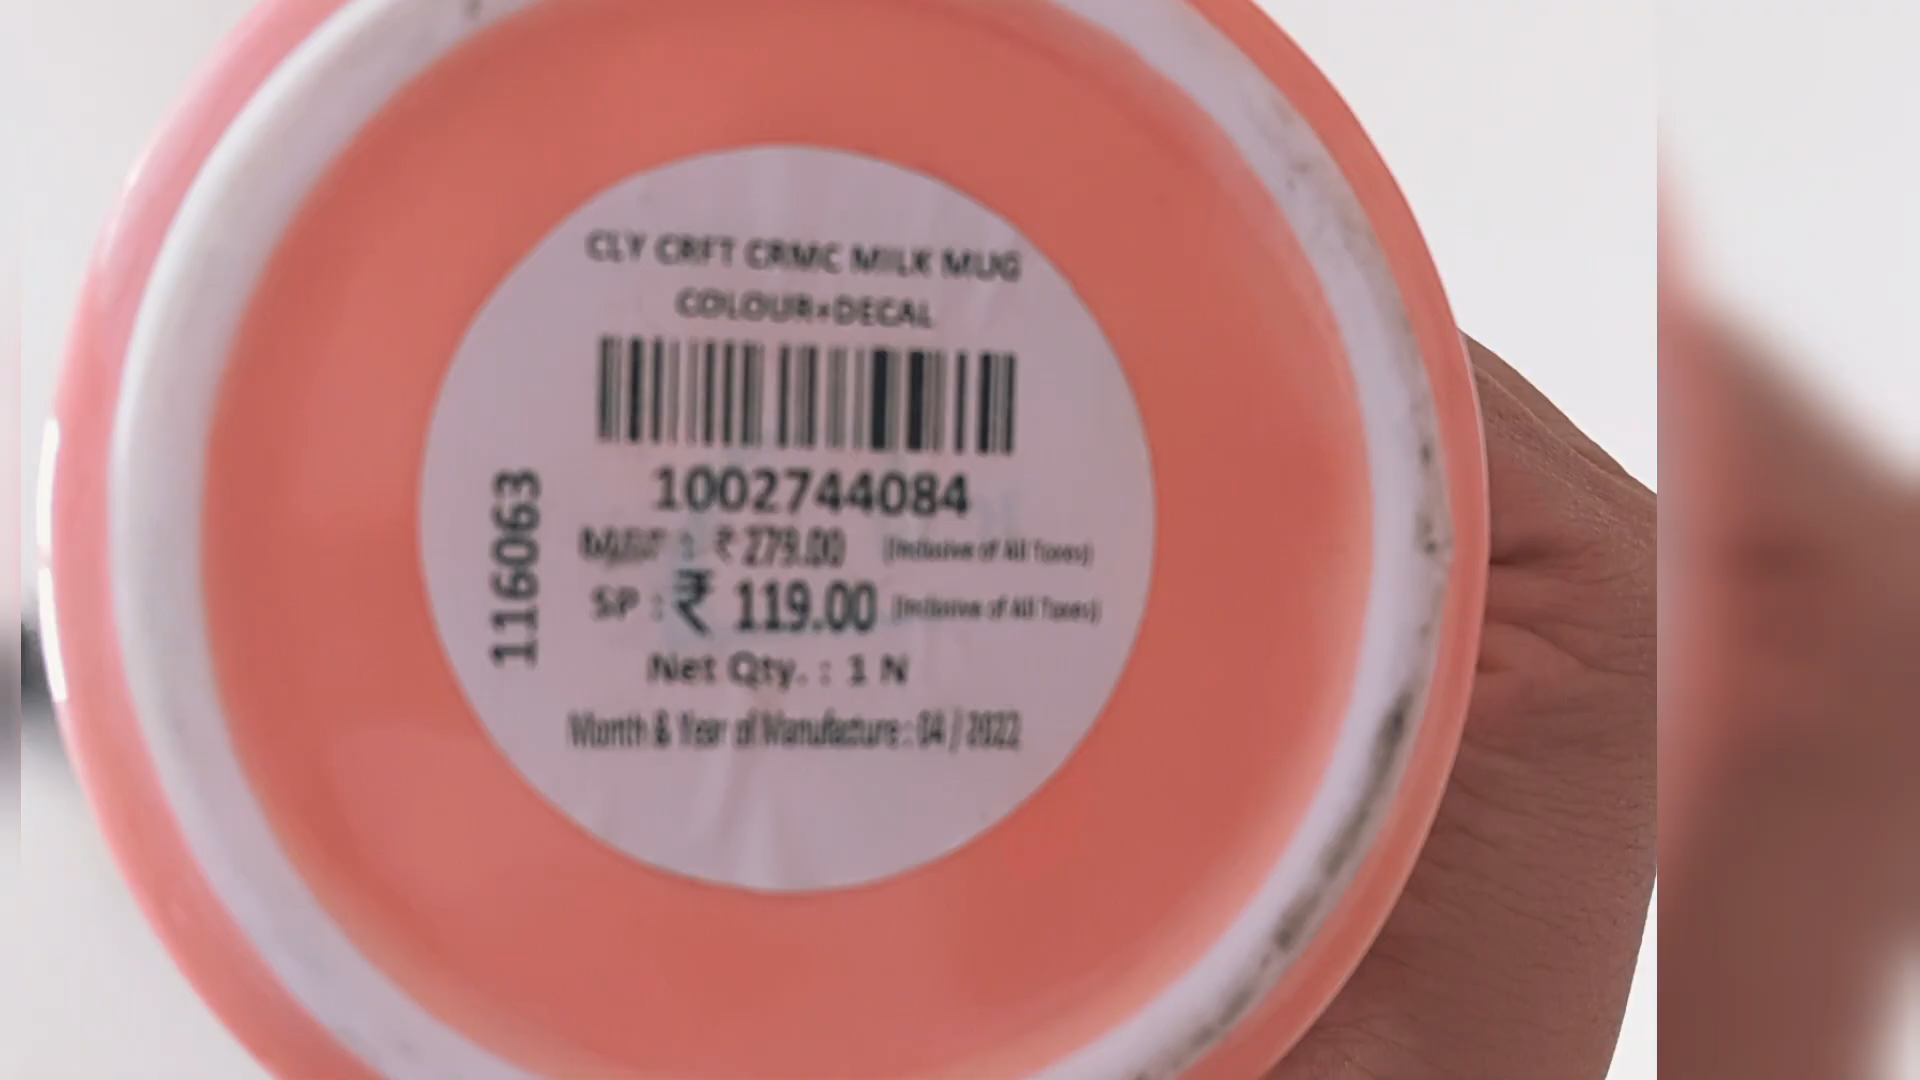 CLY CRFT CRMC MILK MUG
COLOUR+DECAL
1002744084
116063
₹ 279.00 (Inclusive of All Taxes)
SP : ₹ 119.00 (Inclusive of All Taxes)
Net Qty. : 1 N
Month & Year of Manufacture : 04 / 2022